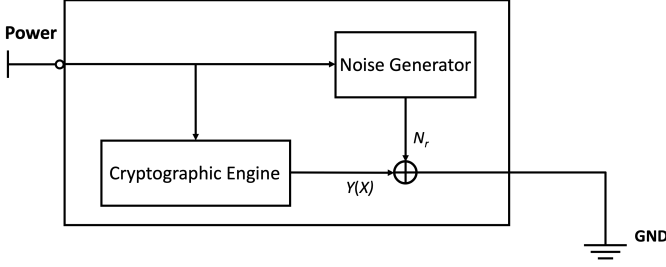 Power
Noise Generator
N_r
Cryptographic Engine
Y(X)
GND